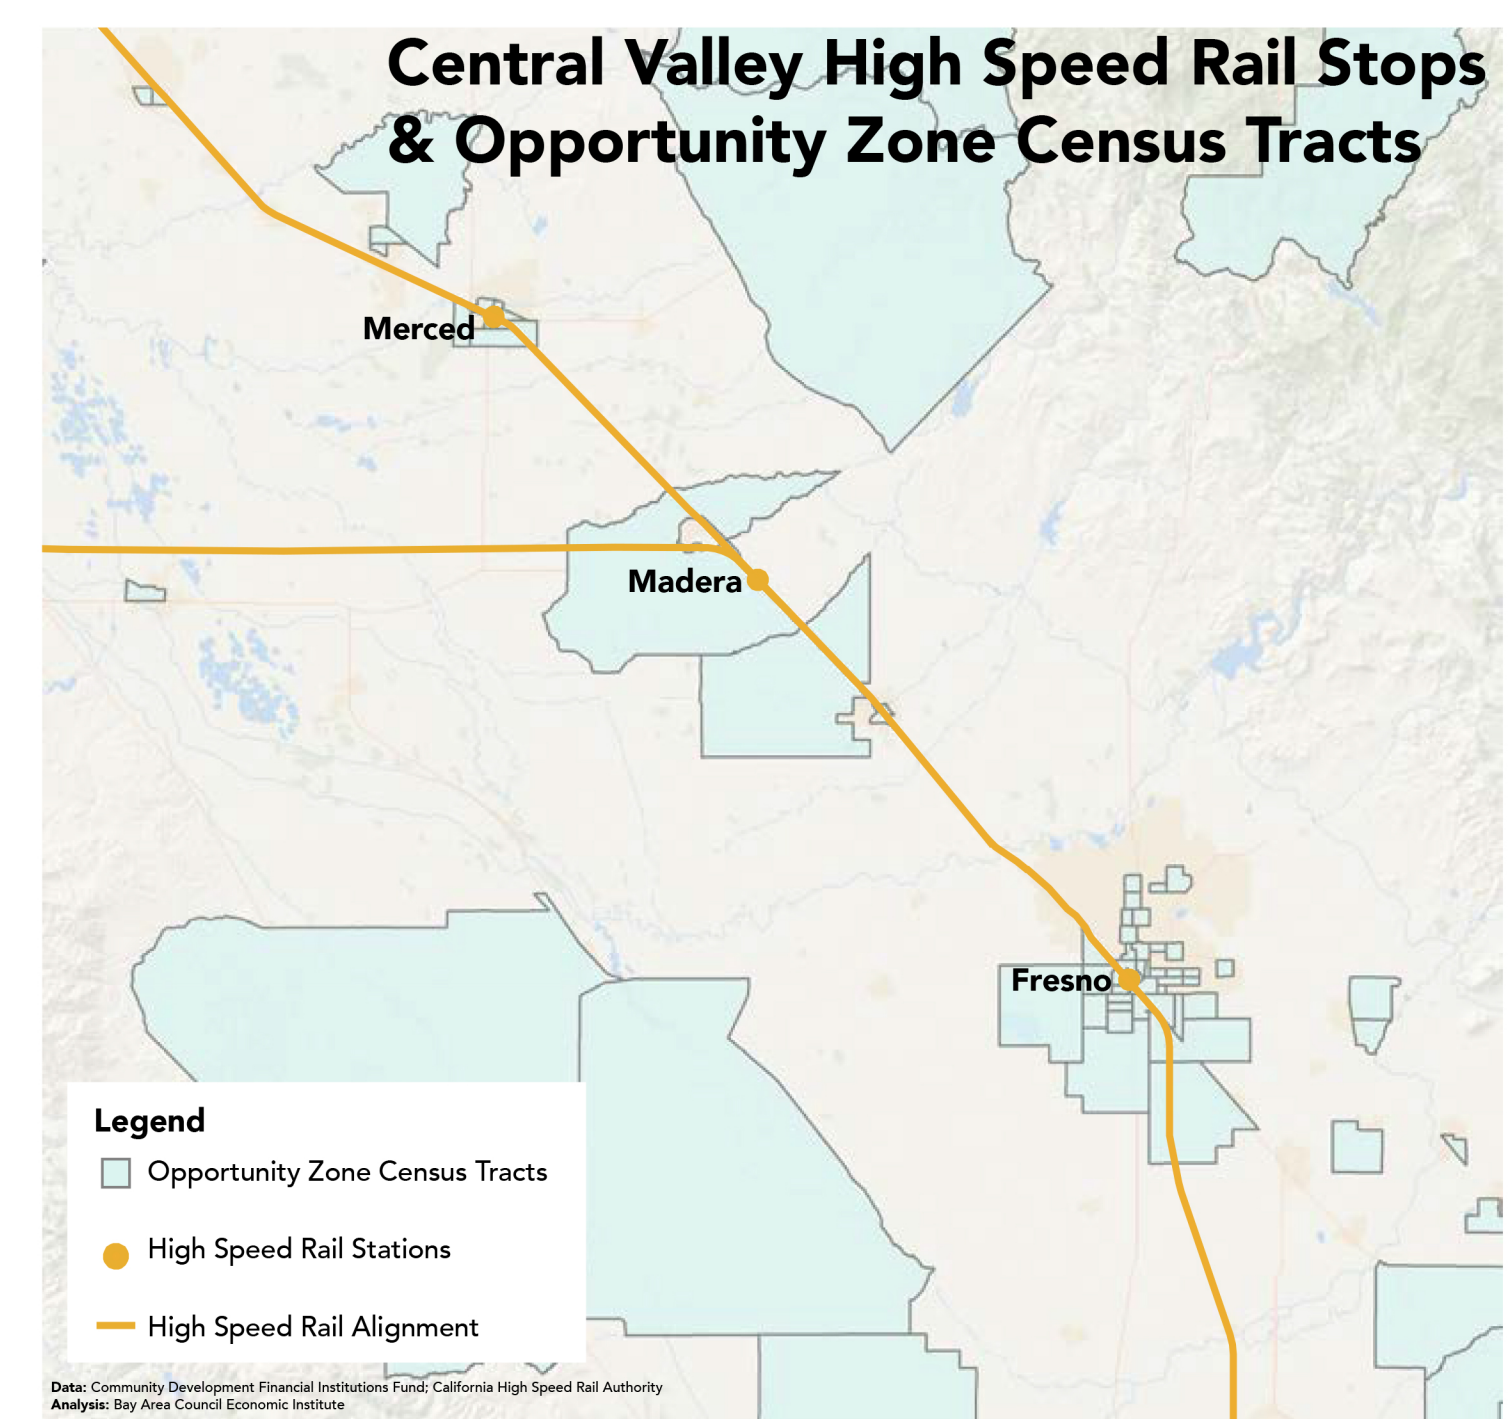 Central Valley High Speed Rail Stops
& Opportunity Zone Census Tracts
Merced
Madera
Fresno
Legend
Opportunity Zone Census Tracts
High Speed Rail Stations
High Speed Rail Alignment
Data: Community Development Financial Institutions Fund; California High Speed Rail Authority
Analysis: Bay Area Council Economic Institute